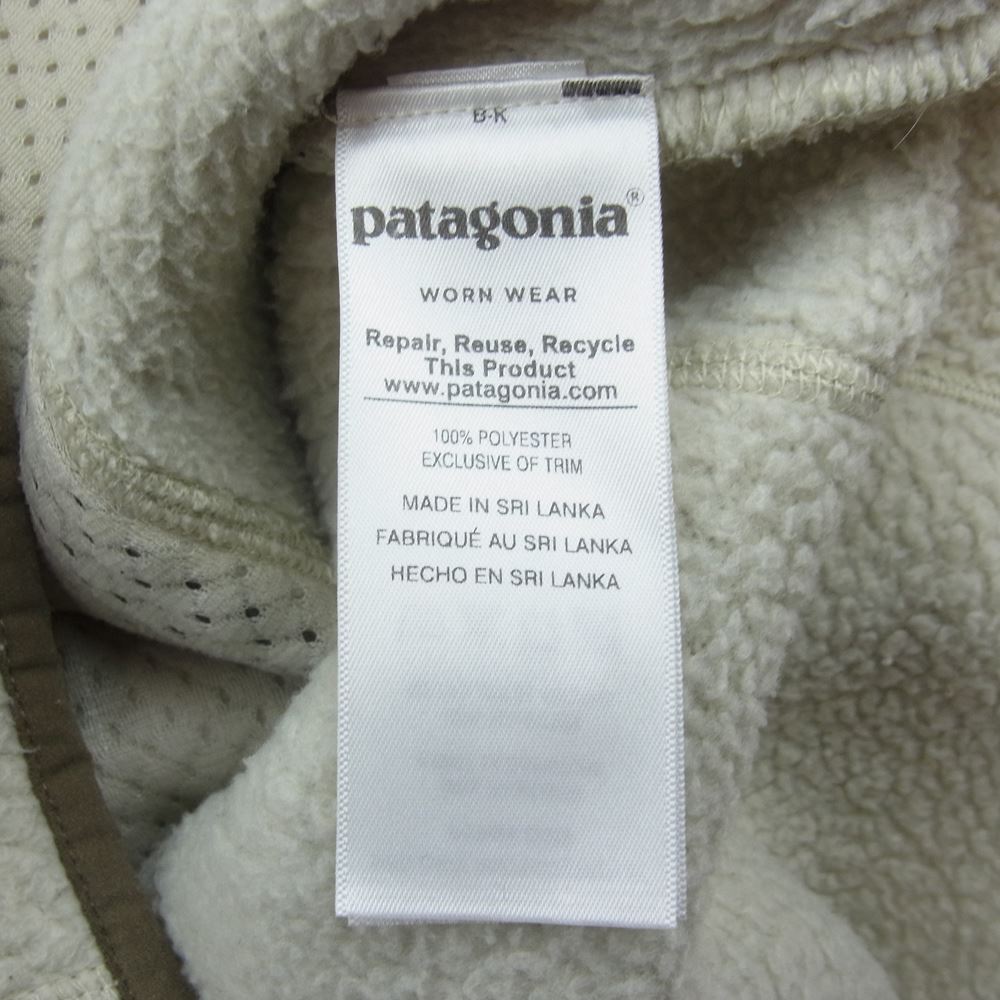 B-K
patagonia®
WORN WEAR
Repair, Reuse, Recycle
This Product
www.patagonia.com
100% POLYESTER
EXCLUSIVE OF TRIM
MADE IN SRI LANKA
FABRIQUÉ AU SRI LANKA
HECHO EN SRI LANKA